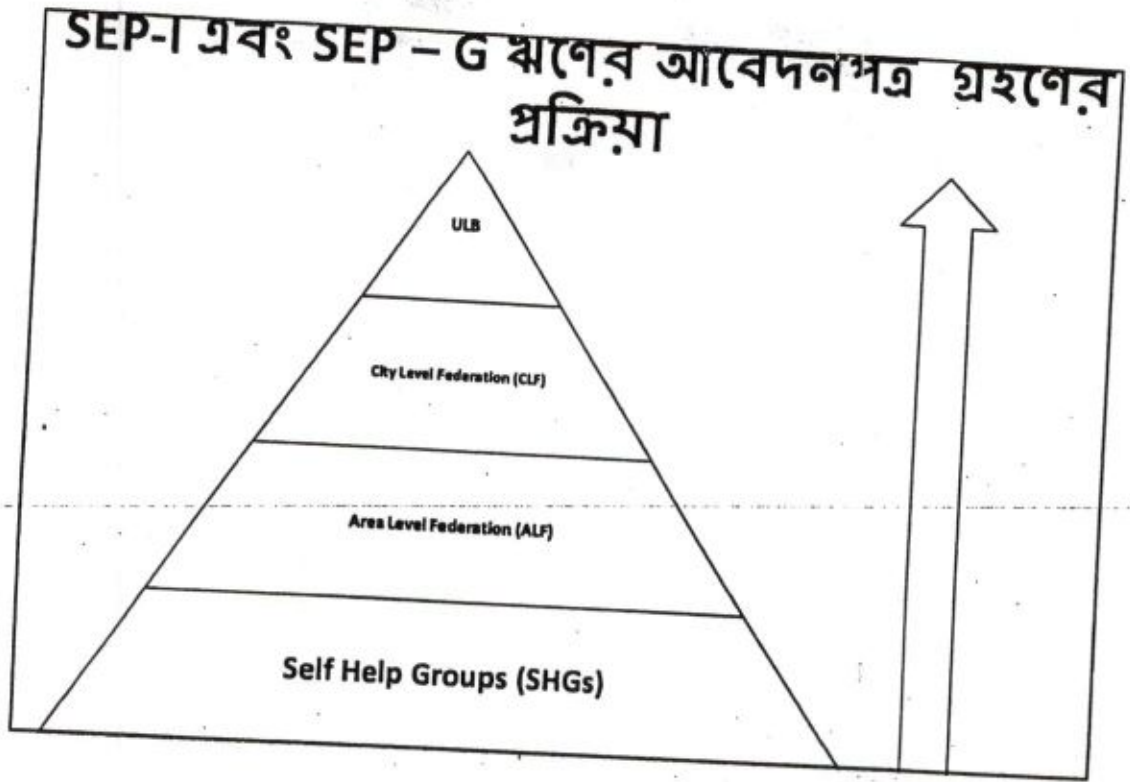 SEP-I এবং SEP – G ঋণের আবেদনপত্র গ্রহণের
প্রক্রিয়া
ULB
City Level Federation (CLF)
Area Level Federation (ALF)
Self Help Groups (SHGs)